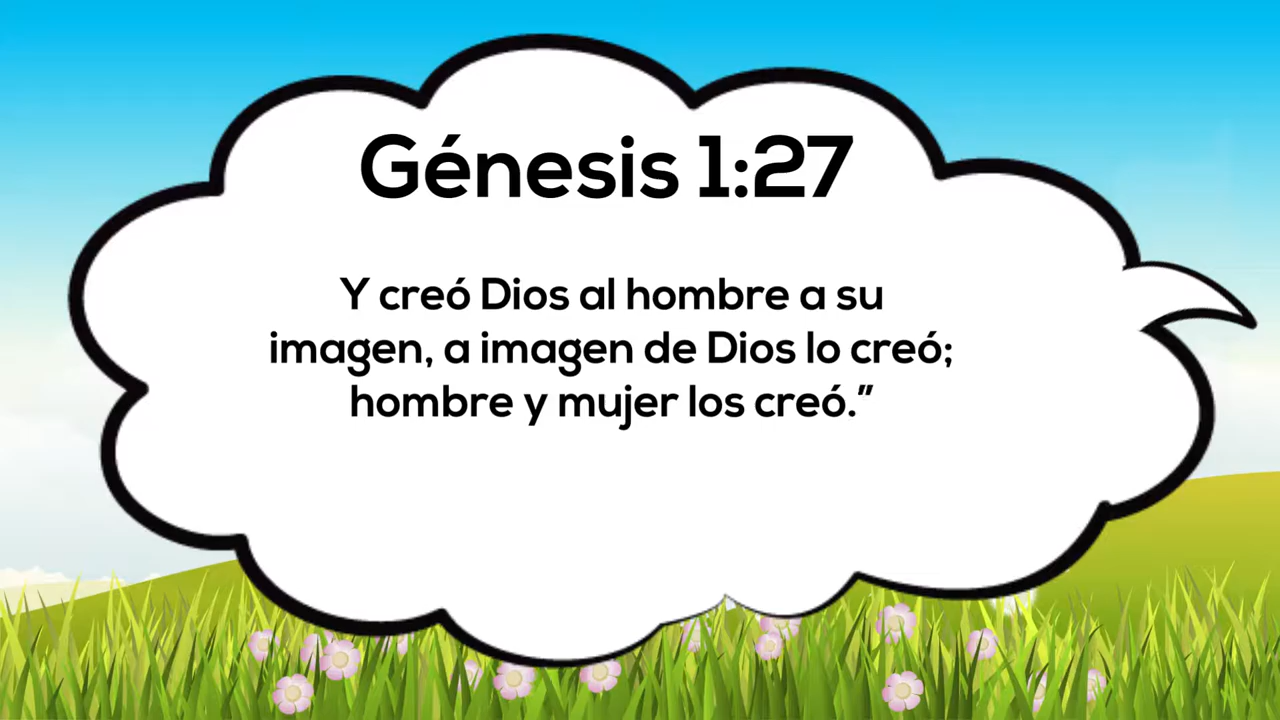 Génesis 1:27
Y creó Dios al hombre a su
imagen, a imagen de Dios lo creó;
hombre y mujer los creó.”